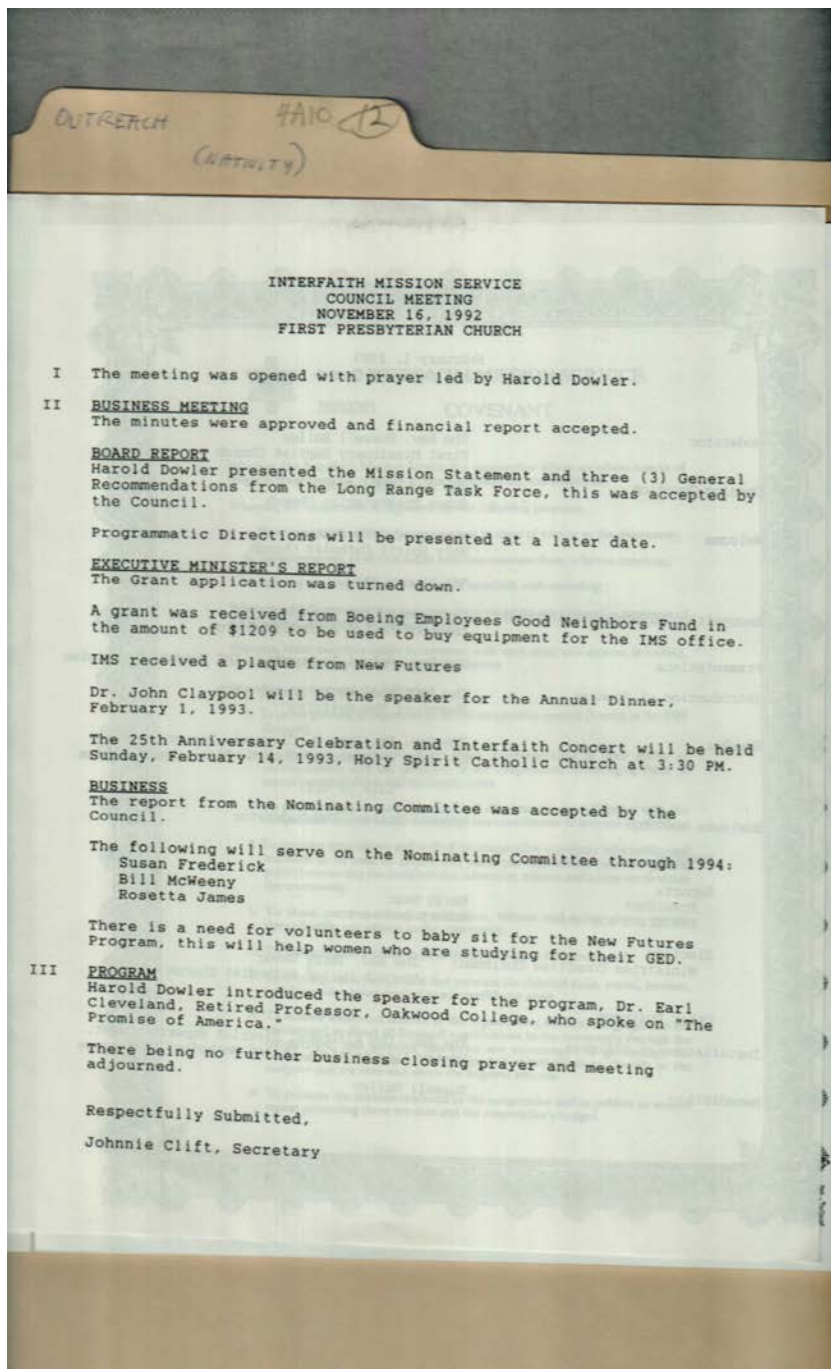 OUTREACH 4A10 12
(NATIVITY)
INTERFAITH MISSION SERVICE
COUNCIL MEETING
NOVEMBER 16, 1992
FIRST PRESBYTERIAN CHURCH
I The meeting was opened with prayer led by Harold Dowler.
II BUSINESS MEETING
The minutes were approved and financial report accepted.
BOARD REPORT
Harold Dowler presented the Mission Statement and three (3) General
Recommendations from the Long Range Task Force, this was accepted by
the Council.
Programmatic Directions will be presented at a later date.
EXECUTIVE MINISTER'S REPORT
The Grant application was turned down.
A grant was received from Boeing Employees Good Neighbors Fund in
the amount of $1209 to be used to buy equipment for the IMS office.
IMS received a plaque from New Futures
Dr. John Claypool will be the speaker for the Annual Dinner,
February 1, 1993.
The 25th Anniversary Celebration and Interfaith Concert will be held
Sunday, February 14, 1993, Holy Spirit Catholic Church at 3:30 PM.
BUSINESS
The report from the Nominating Committee was accepted by the
Council.
The following will serve on the Nominating Committee through 1994:
Susan Frederick
Bill McWeeny
Rosetta James
There is a need for volunteers to baby sit for the New Futures
Program, this will help women who are studying for their GED.
III PROGRAM
Harold Dowler introduced the speaker for the program, Dr. Earl
Cleveland, Retired Professor, Oakwood College, who spoke on "The
Promise of America."
There being no further business closing prayer and meeting
adjourned.
Respectfully Submitted,
Johnnie Clift, Secretary